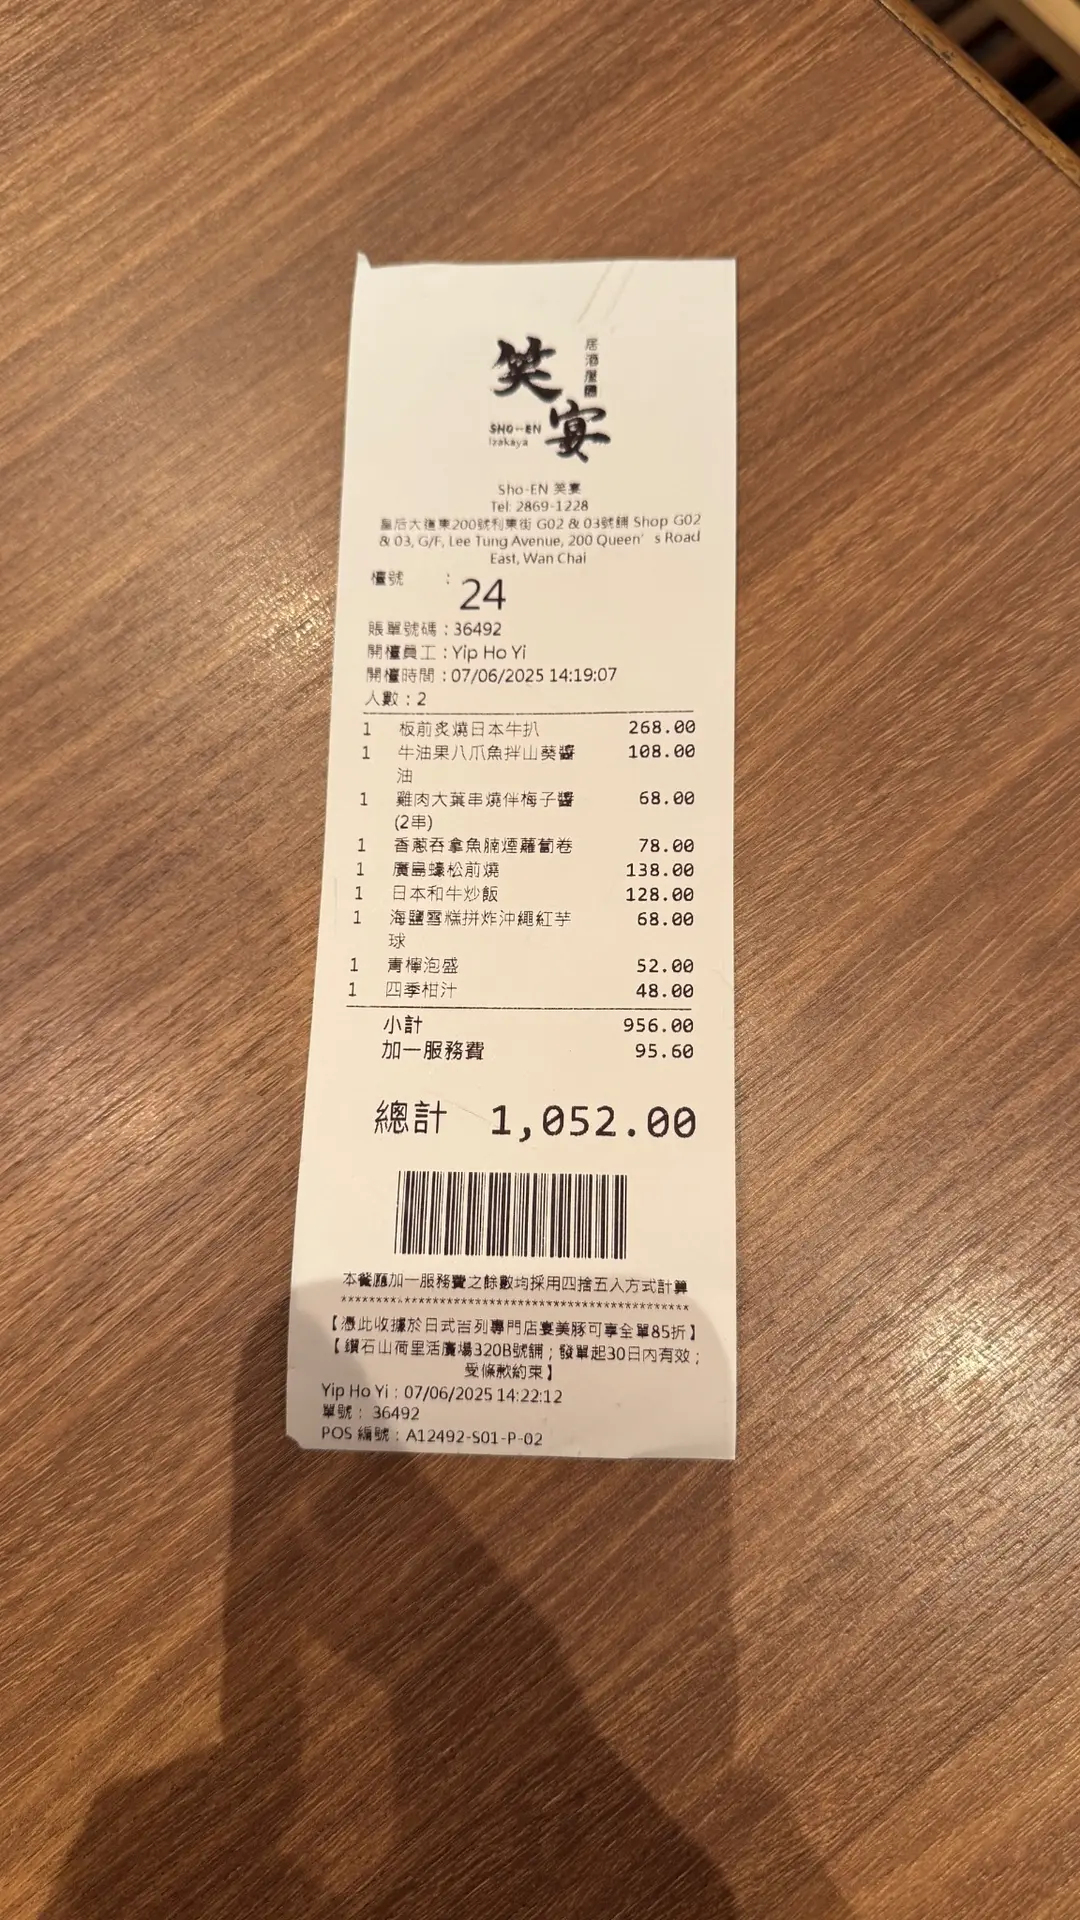 笑宴
居酒屋
SHO-EN
Izakaya
Sho-EN 笑宴
Tel: 2869-1228
皇后大道東200號利東街 G02 & 03號舖 Shop G02
& 03, G/F, Lee Tung Avenue, 200 Queen' s Road
East, Wan Chai
檯號 : 24
賬單號碼 : 36492
開檯員工 : Yip Ho Yi
開檯時間 : 07/06/2025 14:19:07
人數 : 2
1 板前炙燒日本牛扒 268.00
1 牛油果八爪魚拌山葵醬 108.00
油
1 雞肉大葉串燒伴梅子醬 68.00
(2串)
1 香蔥吞拿魚腩煙蘿蔔卷 78.00
1 廣島蠔松前燒 138.00
1 日本和牛炒飯 128.00
1 海鹽雪糕拼炸沖繩紅芋 68.00
球
1 青檸泡盛 52.00
1 四季柑汁 48.00
小計 956.00
加一服務費 95.60
總計 1,052.00
本餐廳加一服務費之餘數均採用四捨五入方式計算
****************************************************
【憑此收據於日式吉列專門店宴美豚可享全單85折】
【鑽石山荷里活廣場320B號舖；發單起30日內有效；
受條款約束】
Yip Ho Yi : 07/06/2025 14:22:12
單號 : 36492
POS 編號 : A12492-S01-P-02